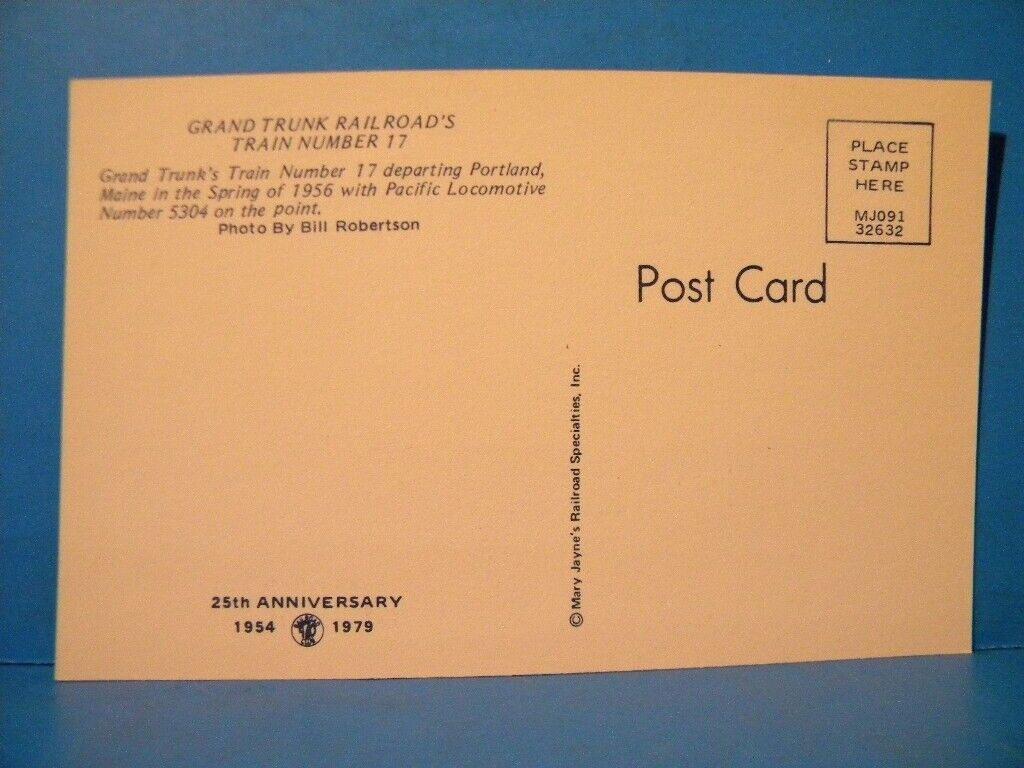 GRAND TRUNK RAILROAD'S
TRAIN NUMBER 17
Grand Trunk's Train Number 17 departing Portland,
Maine in the Spring of 1956 with Pacific Locomotive
Number 5304 on the point.
Photo By Bill Robertson
PLACE
STAMP
HERE
MJ091
32632
Post Card
© Mary Jayne's Railroad Specialties, Inc.
25th ANNIVERSARY
1954 1979